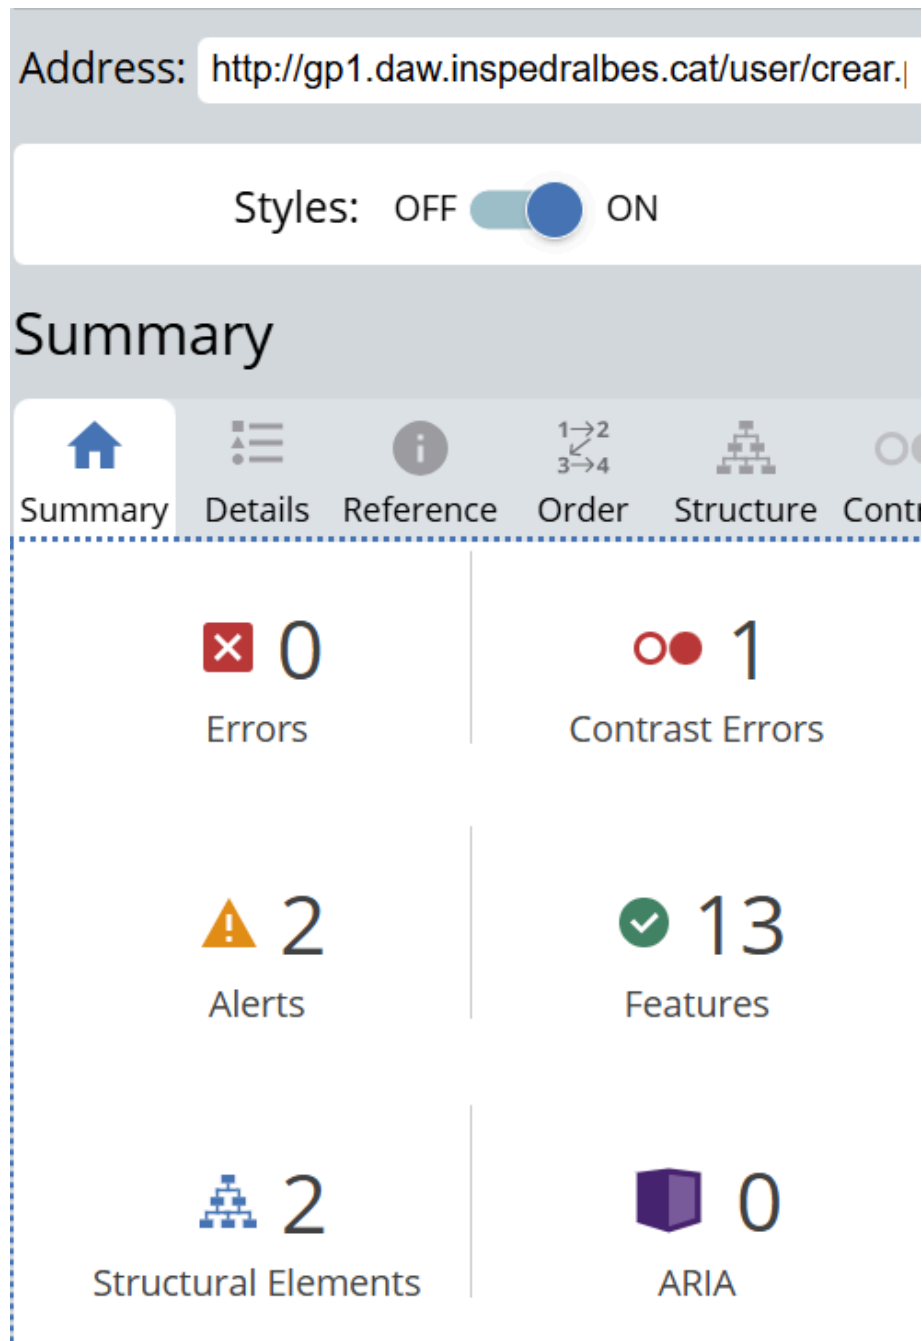 Address: http://gp1.daw.inspedralbes.cat/user/crear.
Styles: OFF ON
Summary
1→2
3→4
Summary Details Reference Order Structure Contr
0 1
Errors Contrast Errors
2 13
Alerts Features
2 0
Structural Elements ARIA